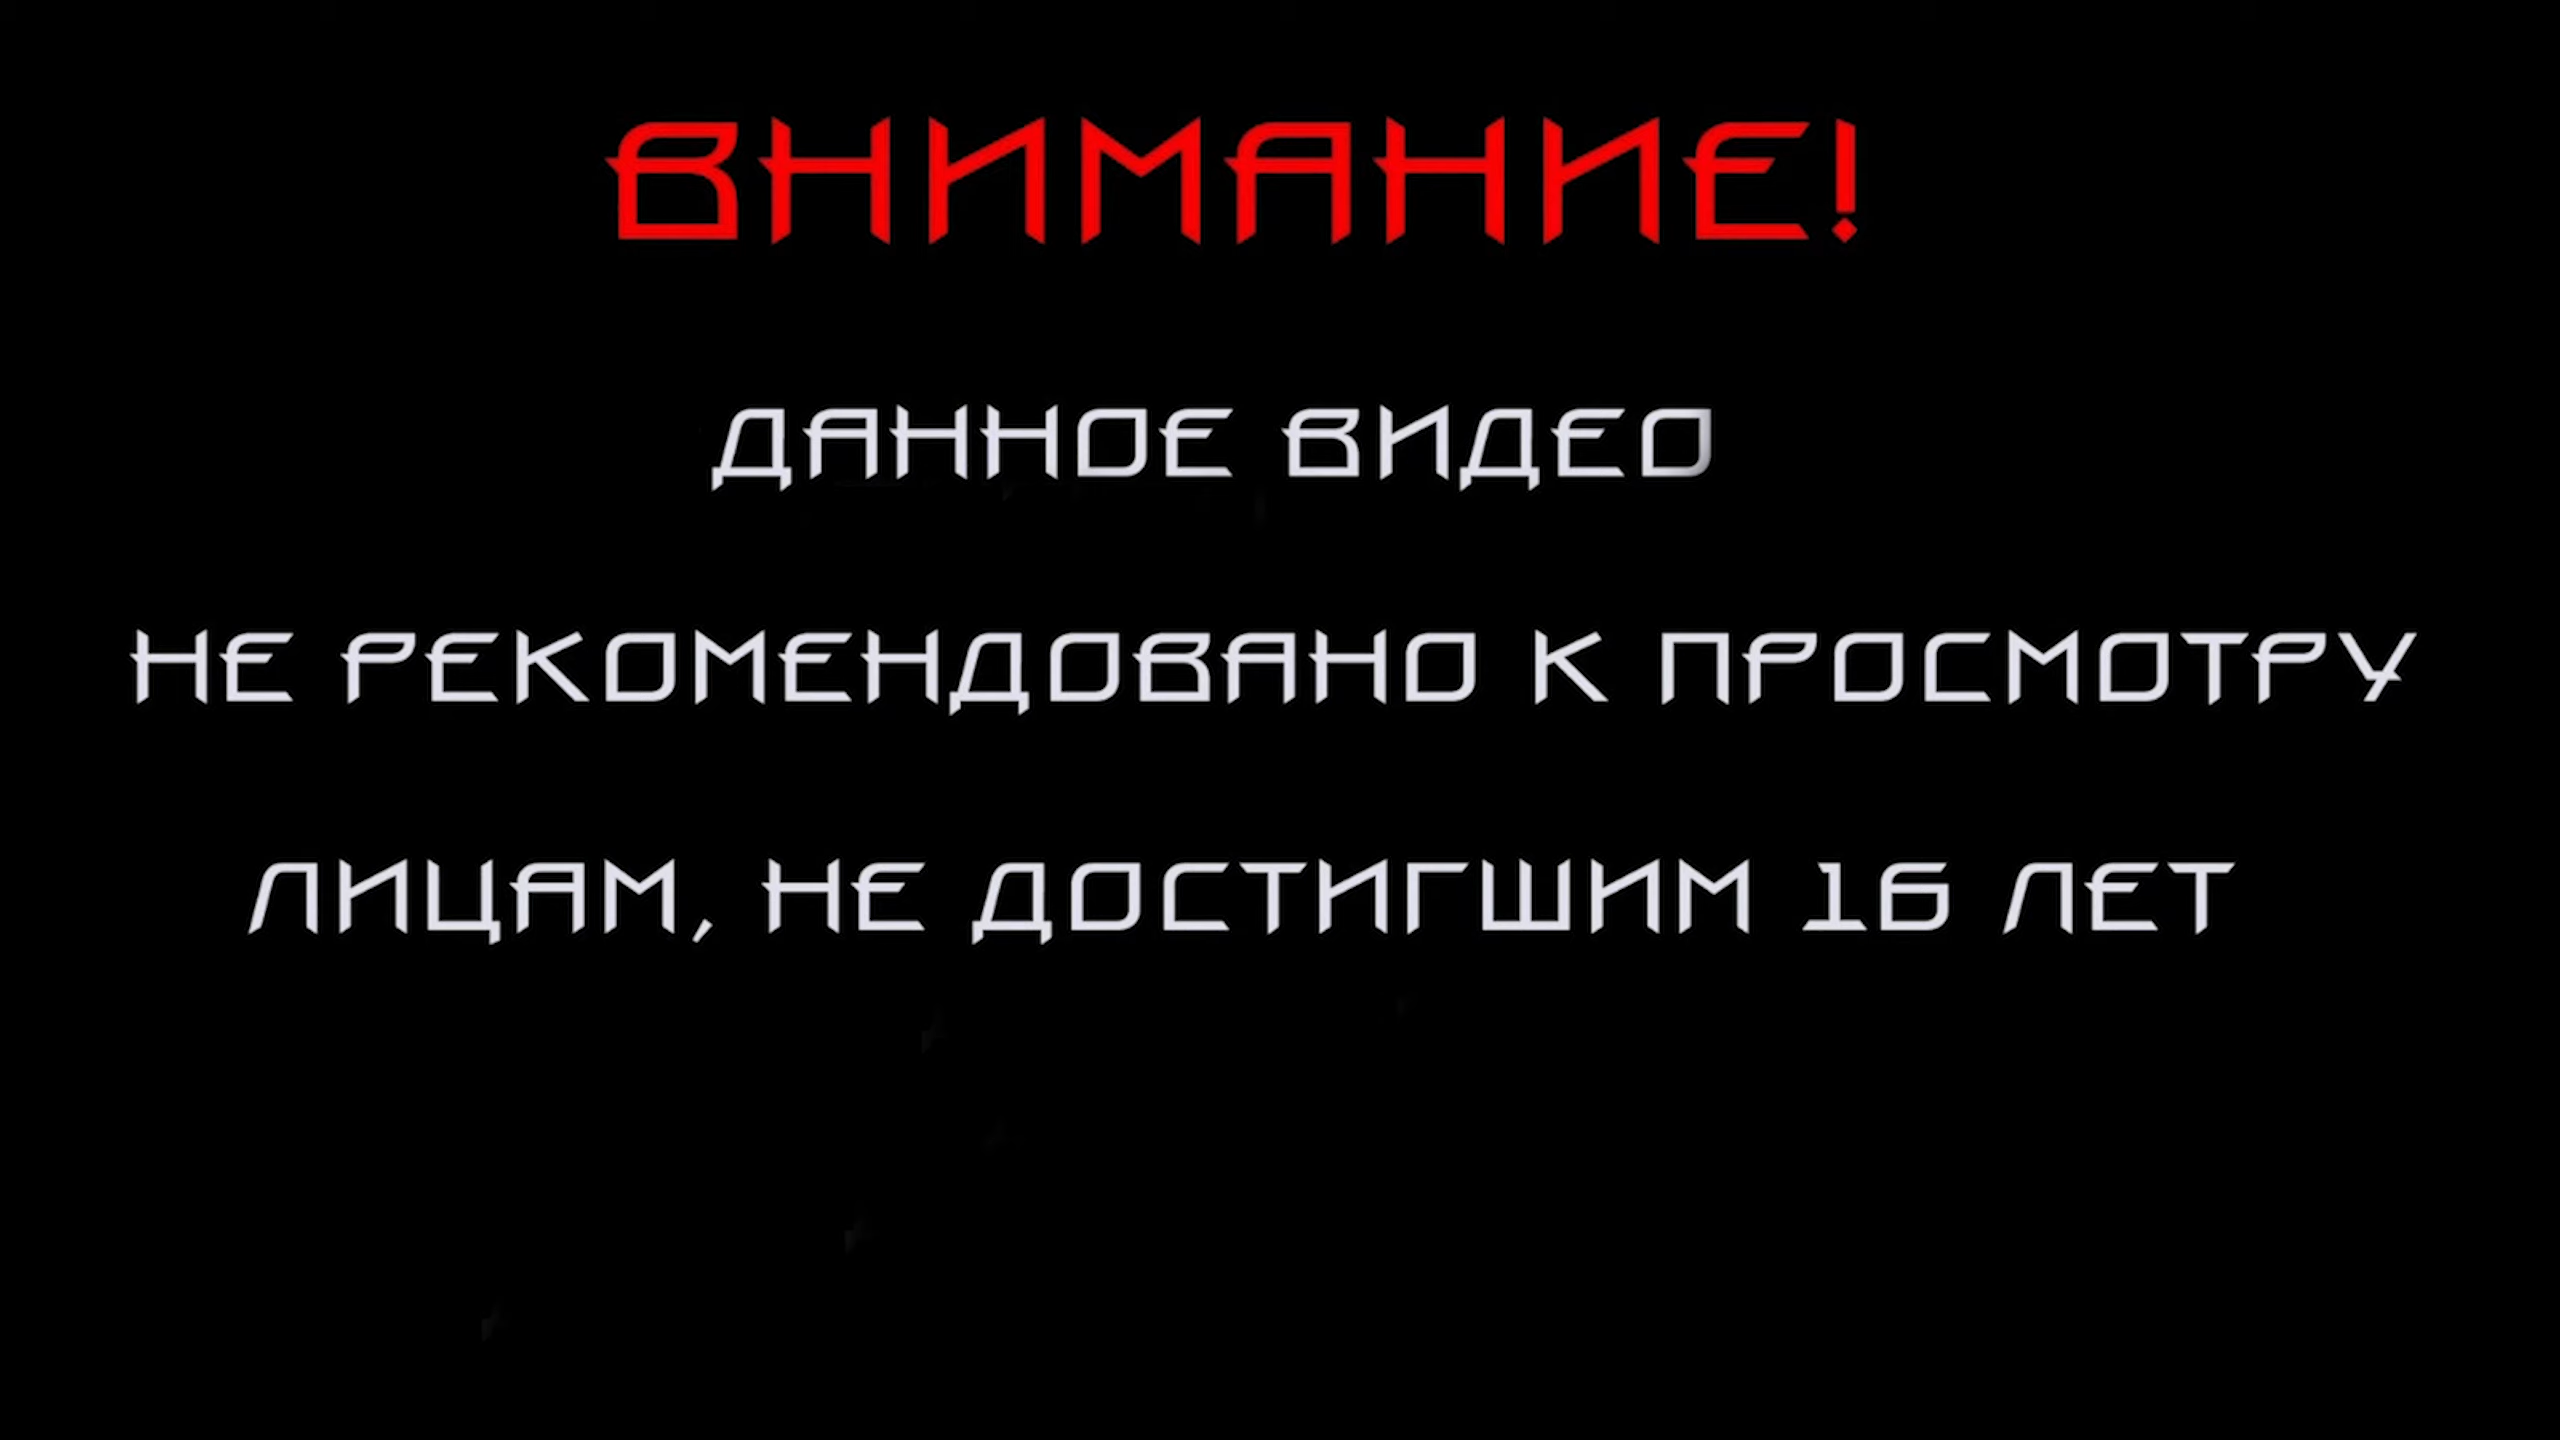 ВНИМАНИЕ!
ДАННОЕ ВИДЕО
НЕ РЕКОМЕНДОВАНО К ПРОСМОТРУ
ЛИЦАМ, НЕ ДОСТИГШИМ 16 ЛЕТ